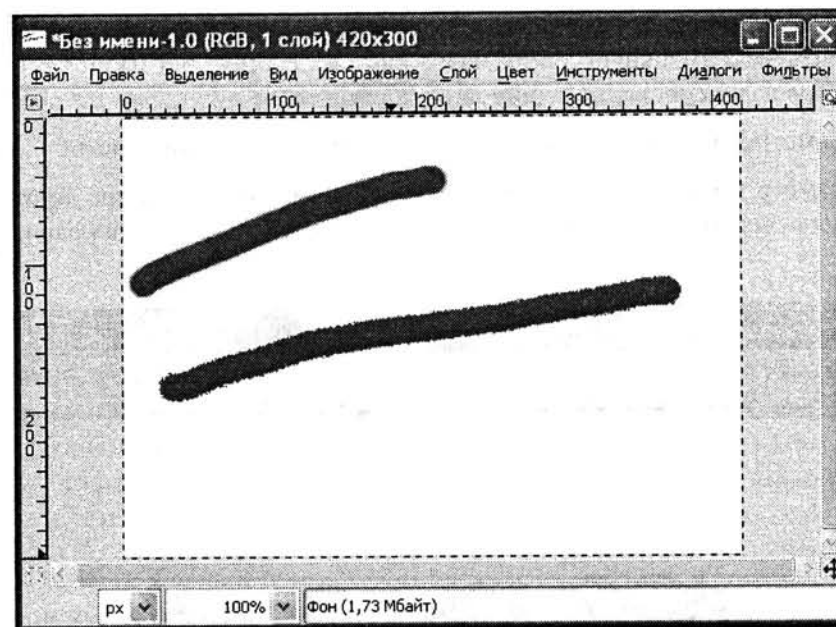 *Без имени-1.0 (RGB, 1 слой) 420x300
Файл Правка Выделение Вид Изображение Слой Цвет Инструменты Диалоги Фильтры
0 100 200 300 400
0
100
200
px 100% Фон (1,73 Мбайт)